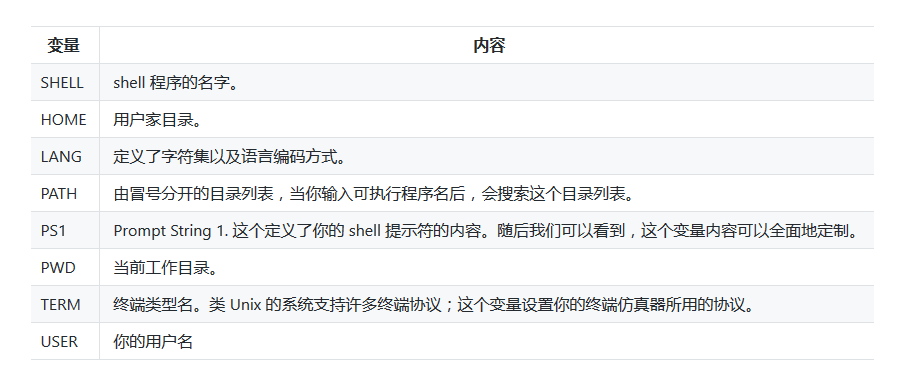 变量 内容
SHELL shell 程序的名字。
HOME 用户家目录。
LANG 定义了字符集以及语言编码方式。
PATH 由冒号分开的目录列表，当你输入可执行程序名后，会搜索这个目录列表。
PS1 Prompt String 1. 这个定义了你的 shell 提示符的内容。随后我们可以看到，这个变量内容可以全面地定制。
PWD 当前工作目录。
TERM 终端类型名。类 Unix 的系统支持许多终端协议；这个变量设置你的终端仿真器所用的协议。
USER 你的用户名